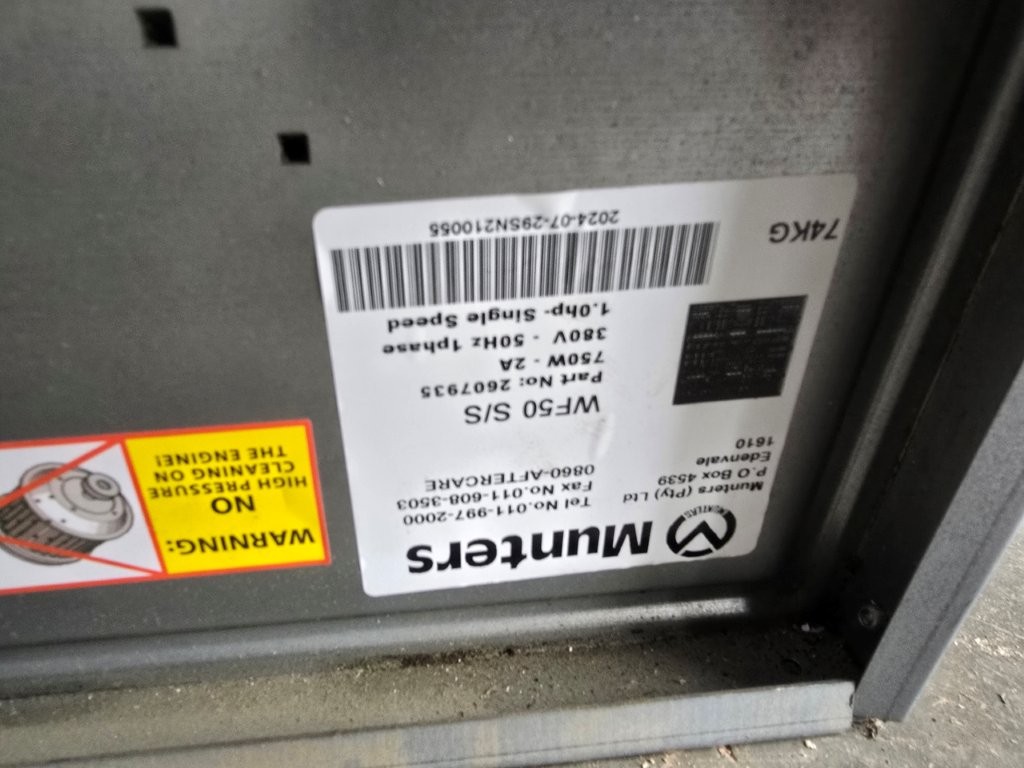 Munters
Munters (Pty) Ltd
P.O Box 4539
Edenvale
1610
Tel No.011-997-2000
Fax No.011-608-3503
0860-AFTERCARE
WF50 S/S
Part No: 2607935
750W - 2A
380V - 50Hz 1phase
1.0hp- Single Speed
2024-07-29SN210055
74KG
WARNING:
NO
HIGH PRESSURE
CLEANING ON
THE ENGINE!